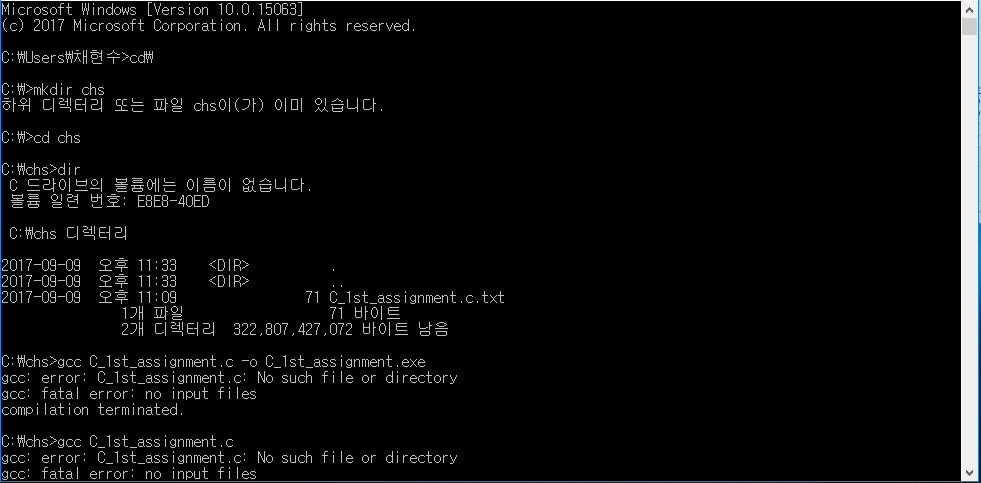 Microsoft Windows [Version 10.0.15063]
(c) 2017 Microsoft Corporation. All rights reserved.
C:₩Users₩채현수>cd₩
C:₩>mkdir chs
하위 디렉터리 또는 파일 chs이(가) 이미 있습니다.
C:₩>cd chs
C:₩chs>dir
C 드라이브의 볼륨에는 이름이 없습니다.
볼륨 일련 번호: E8E8-40ED
C:₩chs 디렉터리
2017-09-09 오후 11:33 <DIR> .
2017-09-09 오후 11:33 <DIR> ..
2017-09-09 오후 11:09 71 C_1st_assignment.c.txt
1개 파일 71 바이트
2개 디렉터리 322,807,427,072 바이트 남음
C:₩chs>gcc C_1st_assignment.c -o C_1st_assignment.exe
gcc: error: C_1st_assignment.c: No such file or directory
gcc: fatal error: no input files
compilation terminated.
C:₩chs>gcc C_1st_assignment.c
gcc: error: C_1st_assignment.c: No such file or directory
gcc: fatal error: no input files